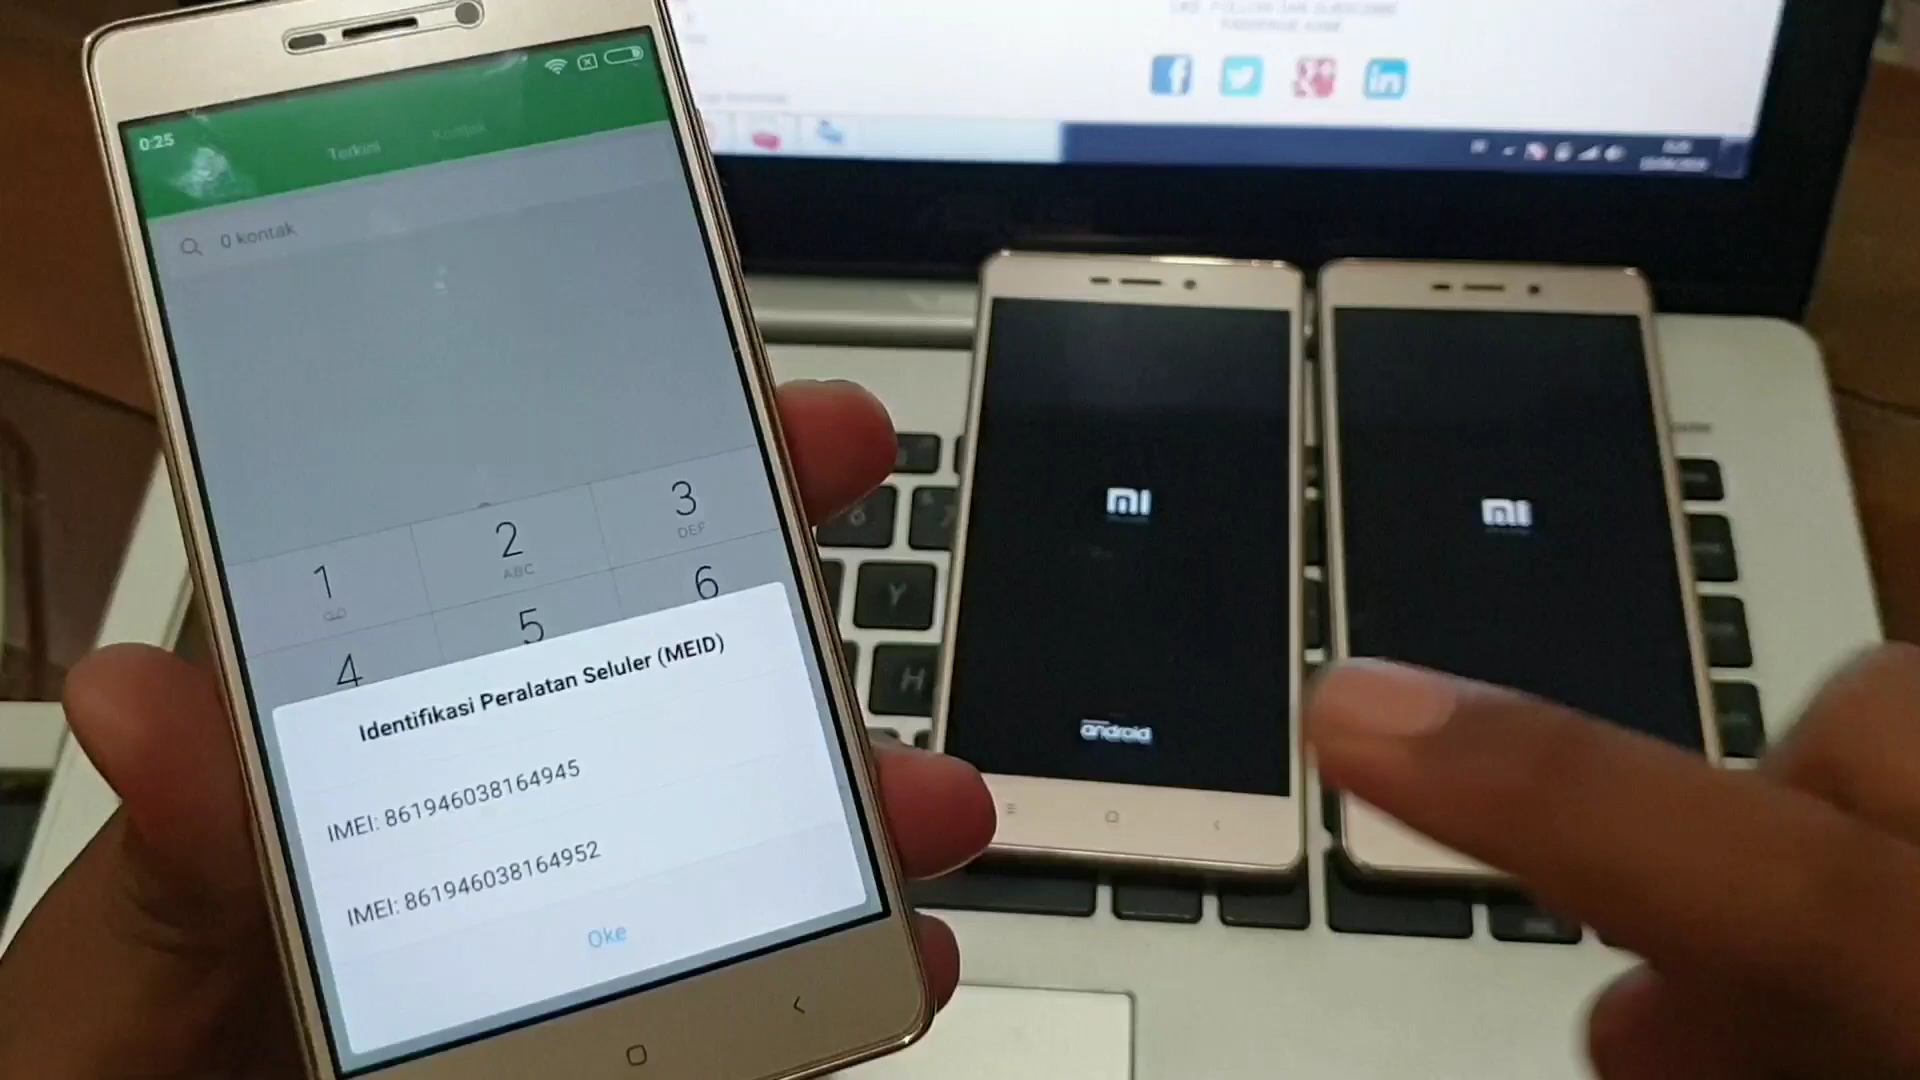 0:25
Terkini
Kontak
0 kontak
1
2
ABC
3
DEF
4
5
6
Identifikasi Peralatan Seluler (MEID)
IMEI: 861946038164945
IMEI: 861946038164952
Oke
f
in
mi
mi
android
Y
H